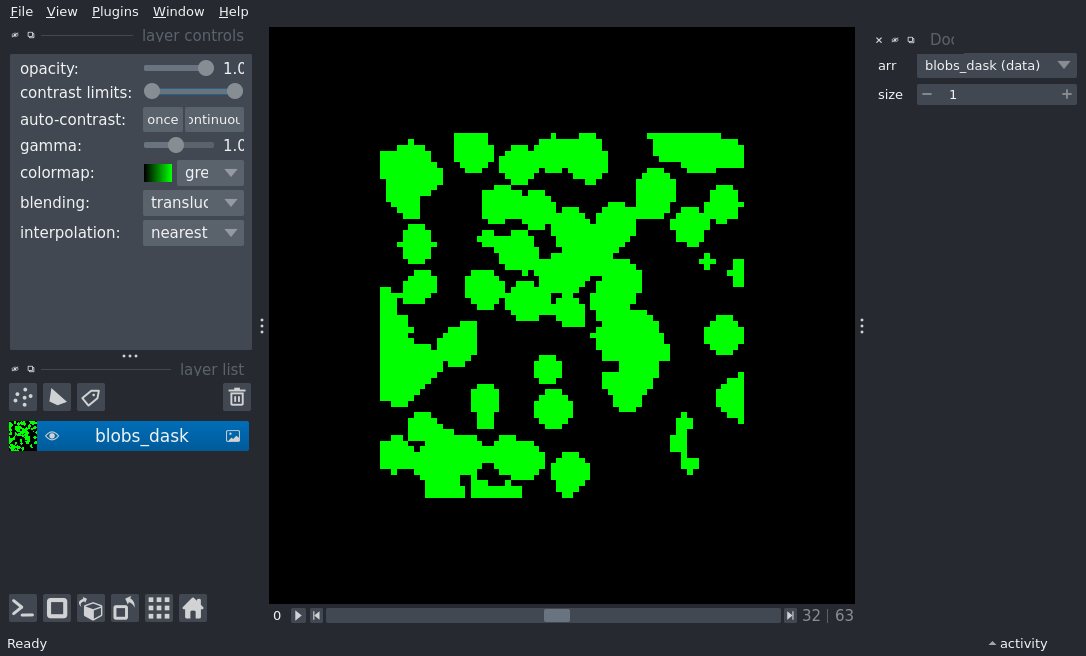 File View Plugins Window Help
layer controls
opacity: 1.0
contrast limits:
auto-contrast: once ontinuou
gamma: 1.0
colormap: gre
blending: transluc
interpolation: nearest
layer list
blobs_dask
0 32 | 63
Ready
Doc
arr blobs_dask (data)
size 1
activity